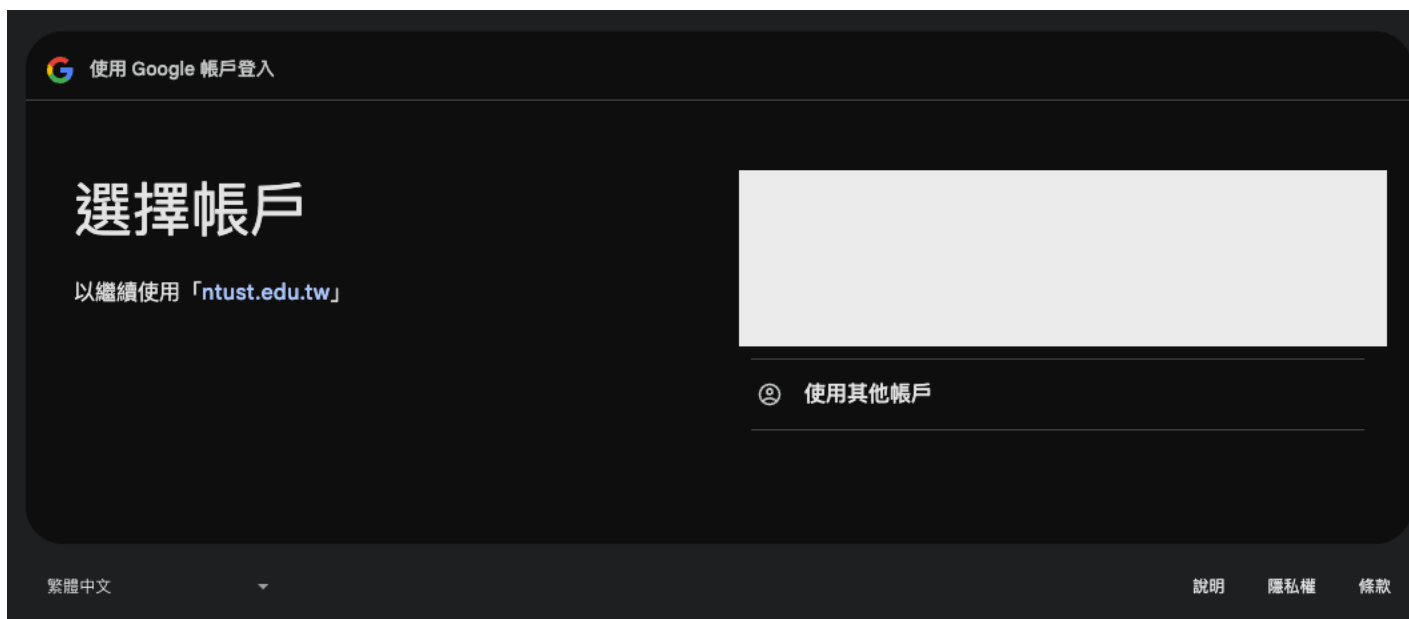 使用 Google 帳戶登入
選擇帳戶
以繼續使用「ntust.edu.tw」
使用其他帳戶
繁體中文
說明 隱私權 條款